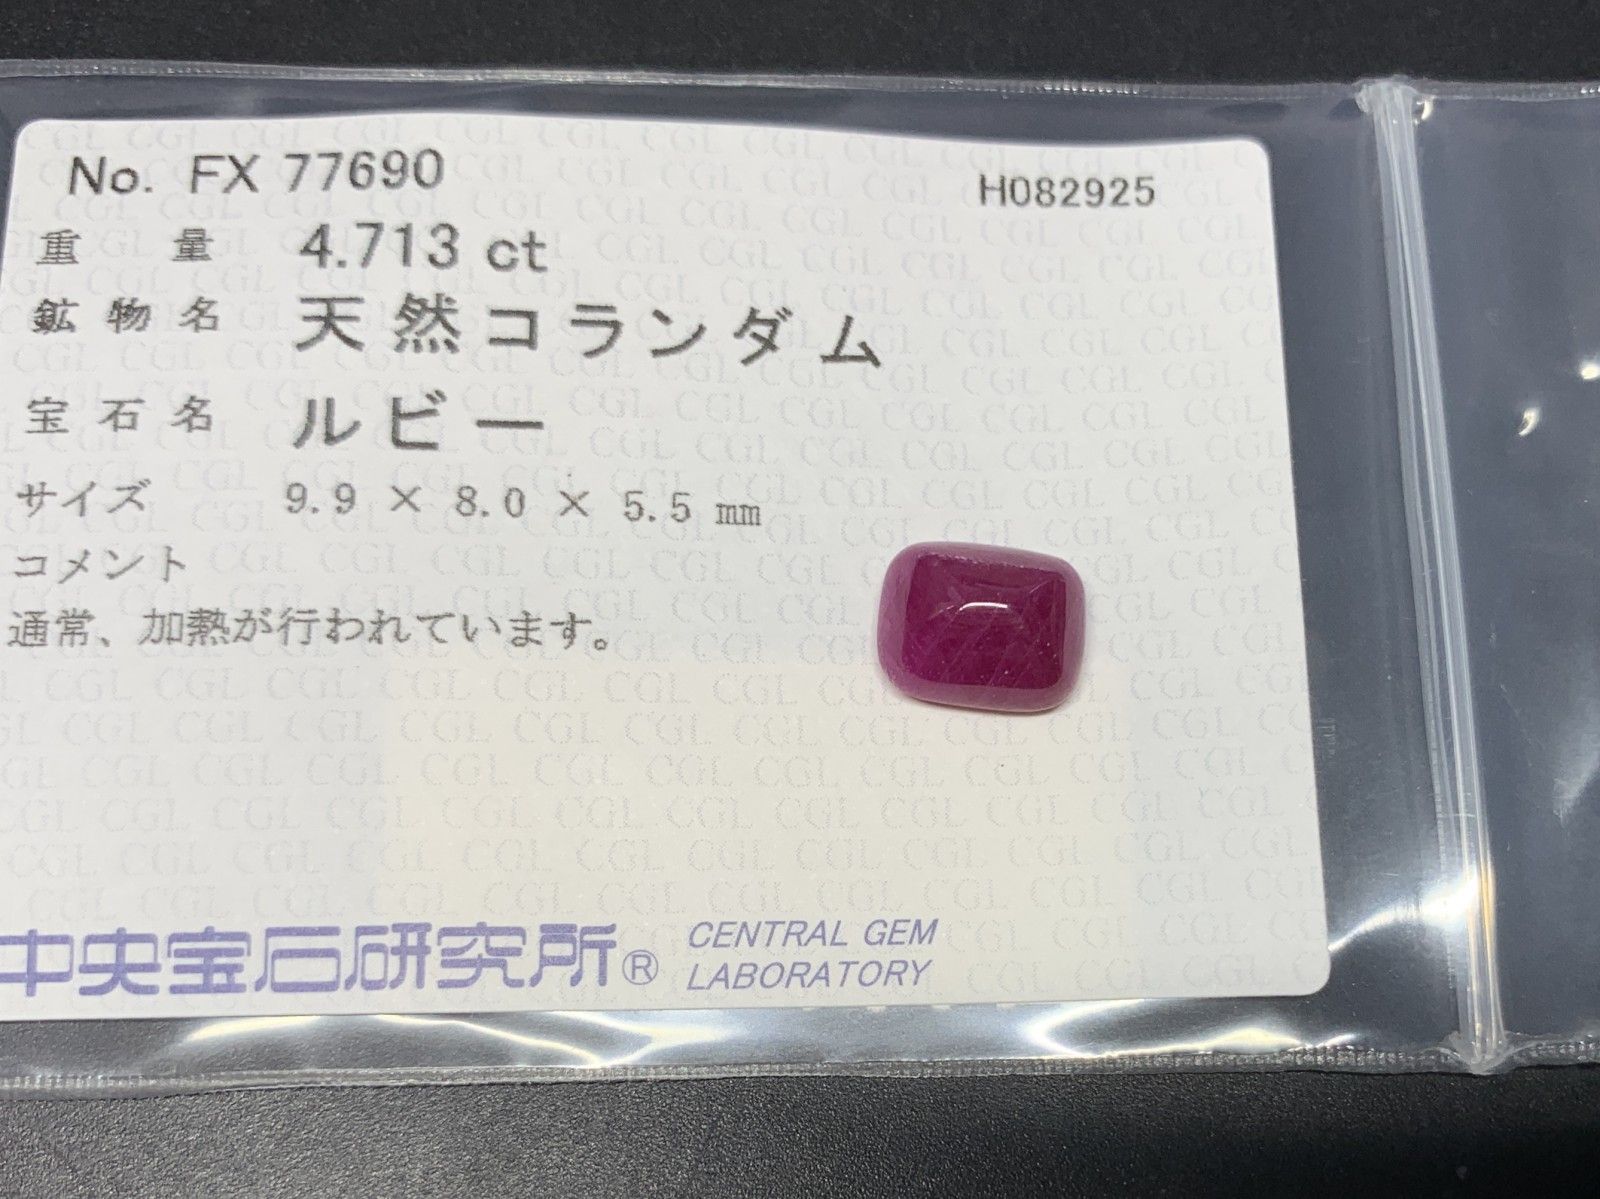 No. FX 77690
H082925
重量 4.713 ct
鉱物名 天然コランダム
宝石名 ルビー
サイズ 9.9 × 8.0 × 5.5 mm
コメント
通常、加熱が行われています。
中央宝石研究所® CENTRAL GEM
LABORATORY